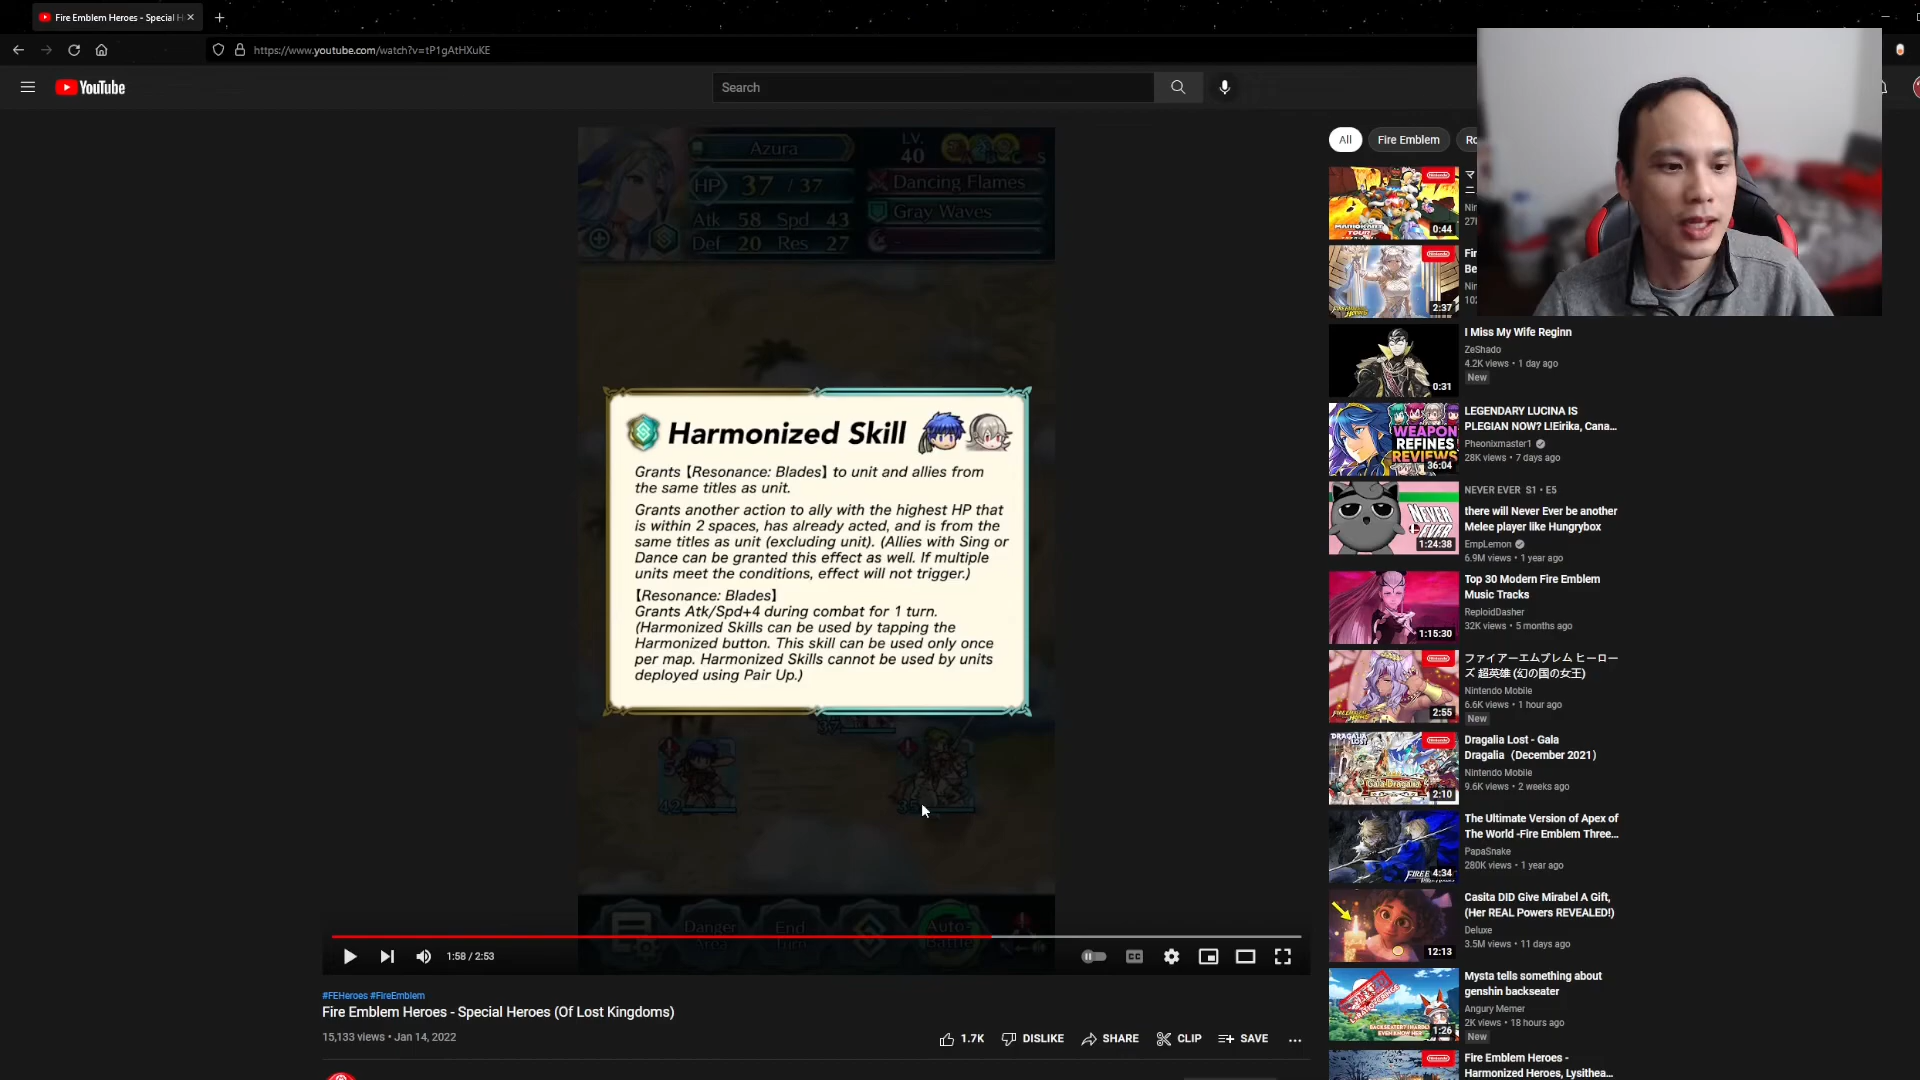 Fire Emblem Heroes - Special H
https://www.youtube.com/watch?v=tP1gAtHXuKE
YouTube
Search
Azura
LV.
40
S
HP 37 / 37
Atk 58 Spd 43
Def 20 Res 27
Dancing Flames
Gray Waves
Harmonized Skill
Grants【Resonance: Blades】to unit and allies from
the same titles as unit.
Grants another action to ally with the highest HP that
is within 2 spaces, has already acted, and is from the
same titles as unit (excluding unit). (Allies with Sing or
Dance can be granted this effect as well. If multiple
units meet the conditions, effect will not trigger.)
【Resonance: Blades】
Grants Atk/Spd+4 during combat for 1 turn.
(Harmonized Skills can be used by tapping the
Harmonized button. This skill can be used only once
per map. Harmonized Skills cannot be used by units
deployed using Pair Up.)
Danger
Area
End
Turn
Auto-
Battle
1:58 / 2:53
CC
#FEHeroes #FireEmblem
Fire Emblem Heroes - Special Heroes (Of Lost Kingdoms)
15,133 views • Jan 14, 2022
1.7K
DISLIKE
SHARE
CLIP
SAVE
All
Fire Emblem
Ro
マ
ニ
Nin
27
0:44
Fir
Be
Nin
102
2:37
I Miss My Wife Reginn
ZeShado
4.2K views • 1 day ago
New
0:31
LEGENDARY LUCINA IS
PLEGIAN NOW? L!Eirika, Cana...
Pheonixmaster1
28K views • 7 days ago
WEAPON
REFINES
REVIEWS
36:04
NEVER EVER S1 • E5
there will Never Ever be another
Melee player like Hungrybox
EmpLemon
6.9M views • 1 year ago
NEVER
EVER
1:24:38
Top 30 Modern Fire Emblem
Music Tracks
ReploidDasher
32K views • 5 months ago
1:15:30
ファイアーエムブレム ヒーロー
ズ 超英雄 (幻の国の女王)
Nintendo Mobile
6.6K views • 1 hour ago
New
2:55
Dragalia Lost - Gala
Dragalia（December 2021）
Nintendo Mobile
9.6K views • 2 weeks ago
2:10
The Ultimate Version of Apex of
The World -Fire Emblem Three...
PapaSnake
280K views • 1 year ago
4:34
Casita DID Give Mirabel A Gift,
(Her REAL Powers REVEALED!)
Deluxe
3.5M views • 11 days ago
12:13
Mysta tells something about
genshin backseater
Angury Memer
2K views • 18 hours ago
New
1:26
Fire Emblem Heroes -
Harmonized Heroes, Lysithea...